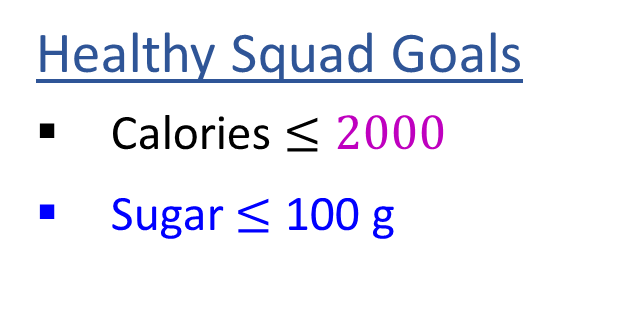 Healthy Squad Goals
▪ Calories ≤ 2000
▪ Sugar ≤ 100 g